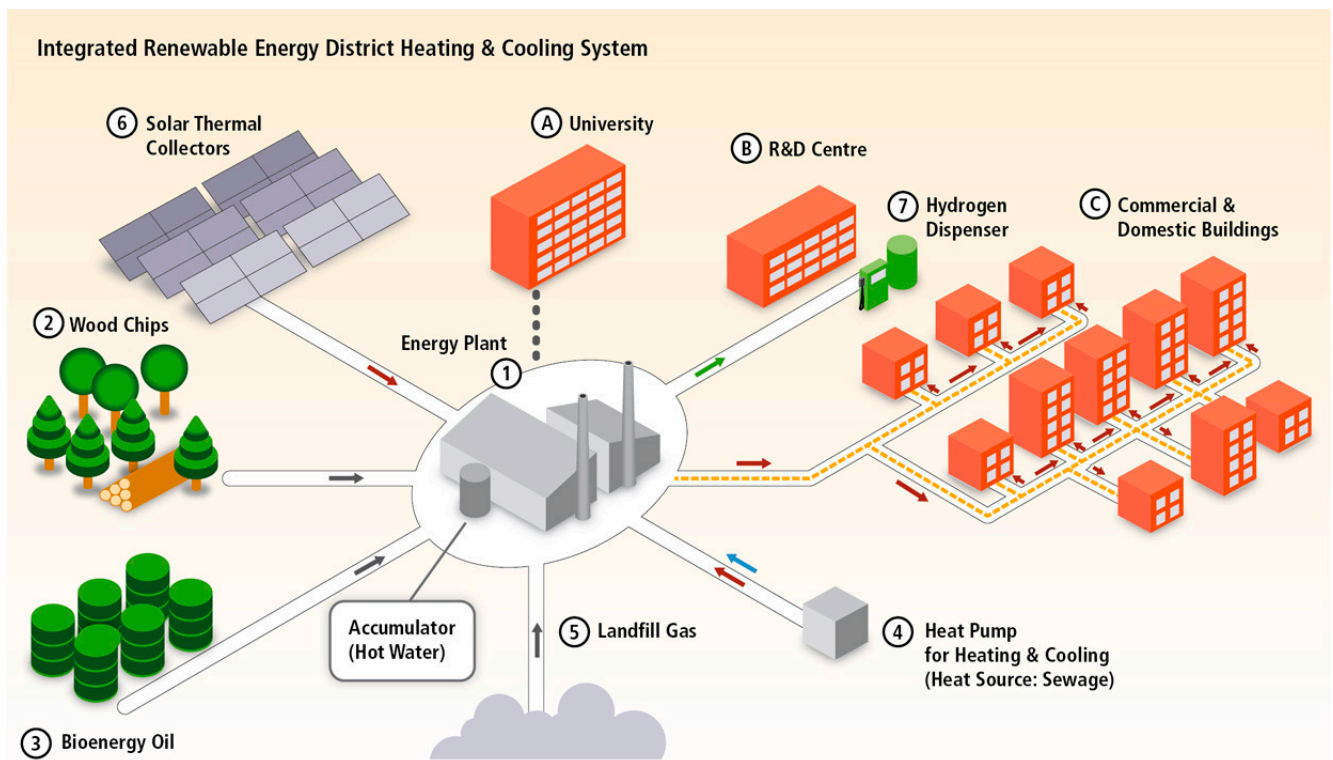 Integrated Renewable Energy District Heating & Cooling System
6 Solar Thermal
Collectors
A University
B R&D Centre
7 Hydrogen
Dispenser
C Commercial &
Domestic Buildings
2 Wood Chips
Energy Plant
1
Accumulator
(Hot Water)
5 Landfill Gas
4 Heat Pump
for Heating & Cooling
(Heat Source: Sewage)
3 Bioenergy Oil